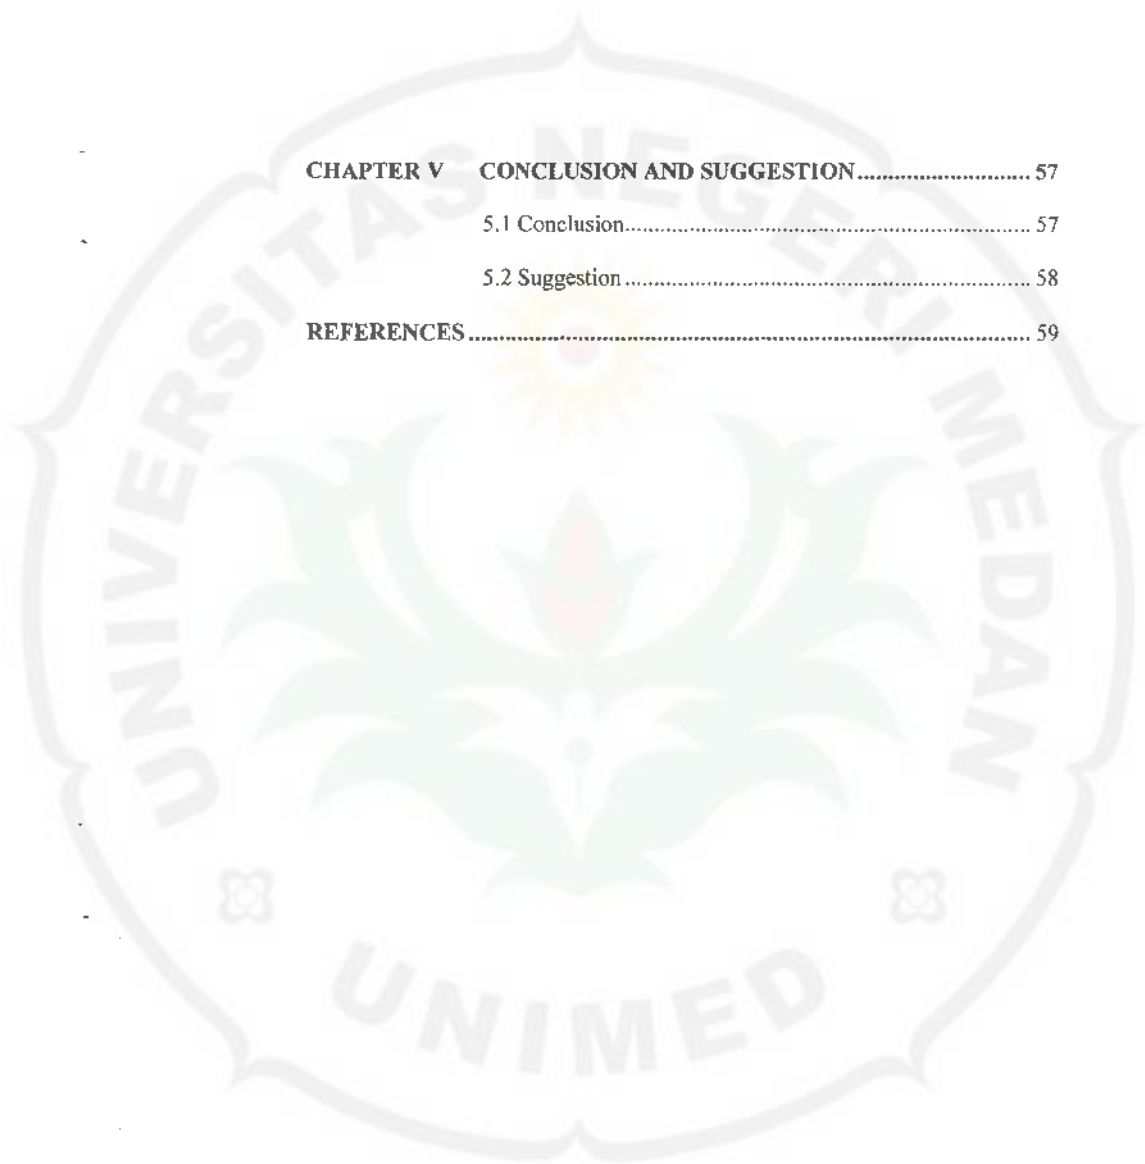 CHAPTER V CONCLUSION AND SUGGESTION............................ 57
5.1 Conclusion.................................................................... 57
5.2 Suggestion.................................................................... 58
REFERENCES............................................................................................. 59
UNIVERSITAS NEGERI MEDAN
UNIMED